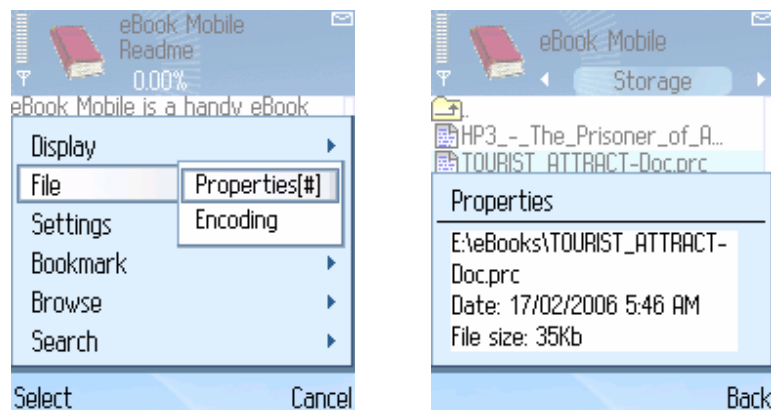 eBook Mobile
Readme
0.00%
eBook Mobile is a handy eBook
Display
File
Properties[#]
Settings
Encoding
Bookmark
Browse
Search
Select
Cancel
eBook Mobile
Storage
..
HP3_-_The_Prisoner_of_A...
TOURIST_ATTRACT-Doc.prc
Properties
E:\eBooks\TOURIST_ATTRACT-
Doc.prc
Date: 17/02/2006 5:46 AM
File size: 35Kb
Back